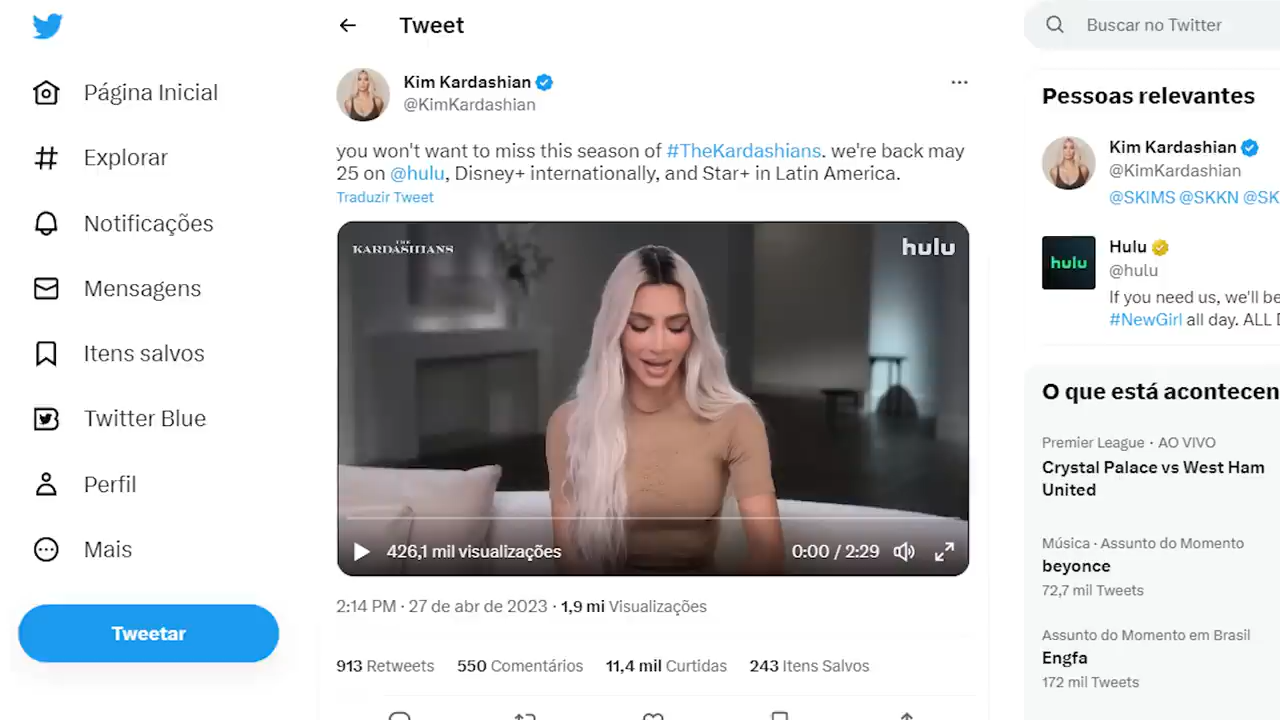 Tweet
Buscar no Twitter
Página Inicial
Explorar
Notificações
Mensagens
Itens salvos
Twitter Blue
Perfil
Mais
Tweetar
Kim Kardashian
@KimKardashian
you won't want to miss this season of #TheKardashians. we're back may
25 on @hulu, Disney+ internationally, and Star+ in Latin America.
Traduzir Tweet
THE
KARDASHIANS
hulu
426,1 mil visualizações
0:00 / 2:29
2:14 PM · 27 de abr de 2023 · 1,9 mi Visualizações
913 Retweets 550 Comentários 11,4 mil Curtidas 243 Itens Salvos
Pessoas relevantes
Kim Kardashian
@KimKardashian
@SKIMS @SKKN @SK
hulu
Hulu
@hulu
If you need us, we'll be
#NewGirl all day. ALL D
O que está acontecen
Premier League · AO VIVO
Crystal Palace vs West Ham
United
Música · Assunto do Momento
beyonce
72,7 mil Tweets
Assunto do Momento em Brasil
Engfa
172 mil Tweets